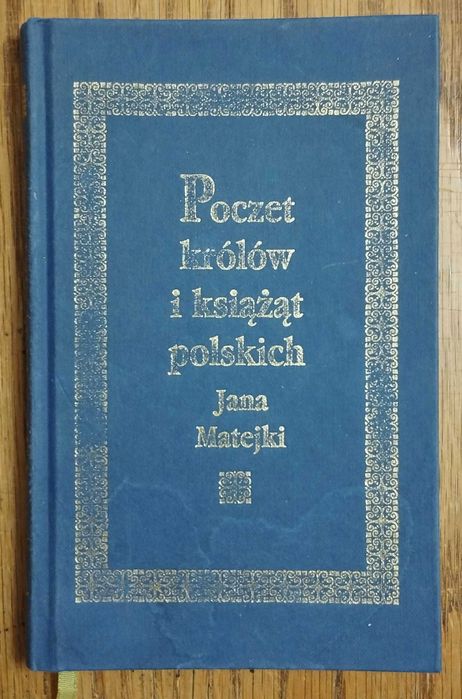 Poczet
królów
i książąt
polskich
Jana
Matejki